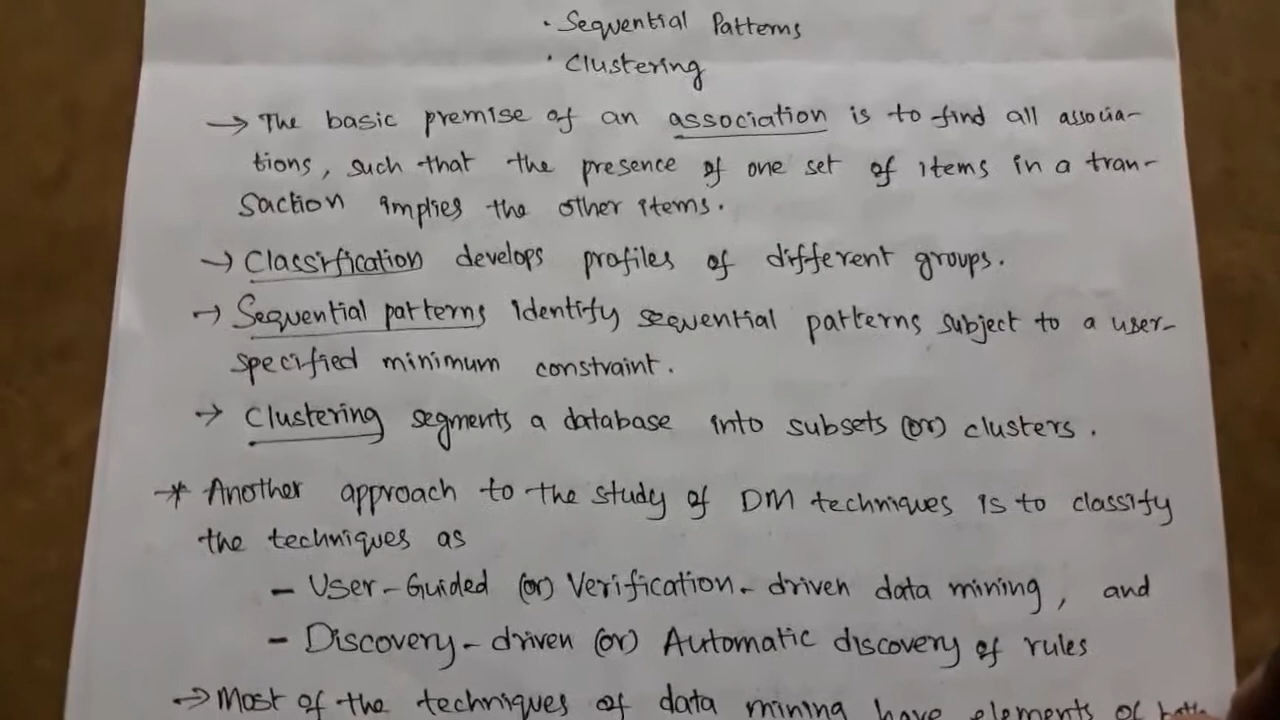 • Sequential Patterns
• Clustering
→ The basic premise of an association is to find all associa-
tions, such that the presence of one set of items in a tran-
saction implies the other items.
→ Classification develops profiles of different groups.
→ Sequential patterns identify sequential patterns subject to a user-
specified minimum constraint.
→ Clustering segments a database into subsets (or) clusters.
* Another approach to the study of DM techniques is to classify
the techniques as
- User-Guided (or) Verification-driven data mining, and
- Discovery-driven (or) Automatic discovery of rules
→ Most of the techniques of data mining have elements of both